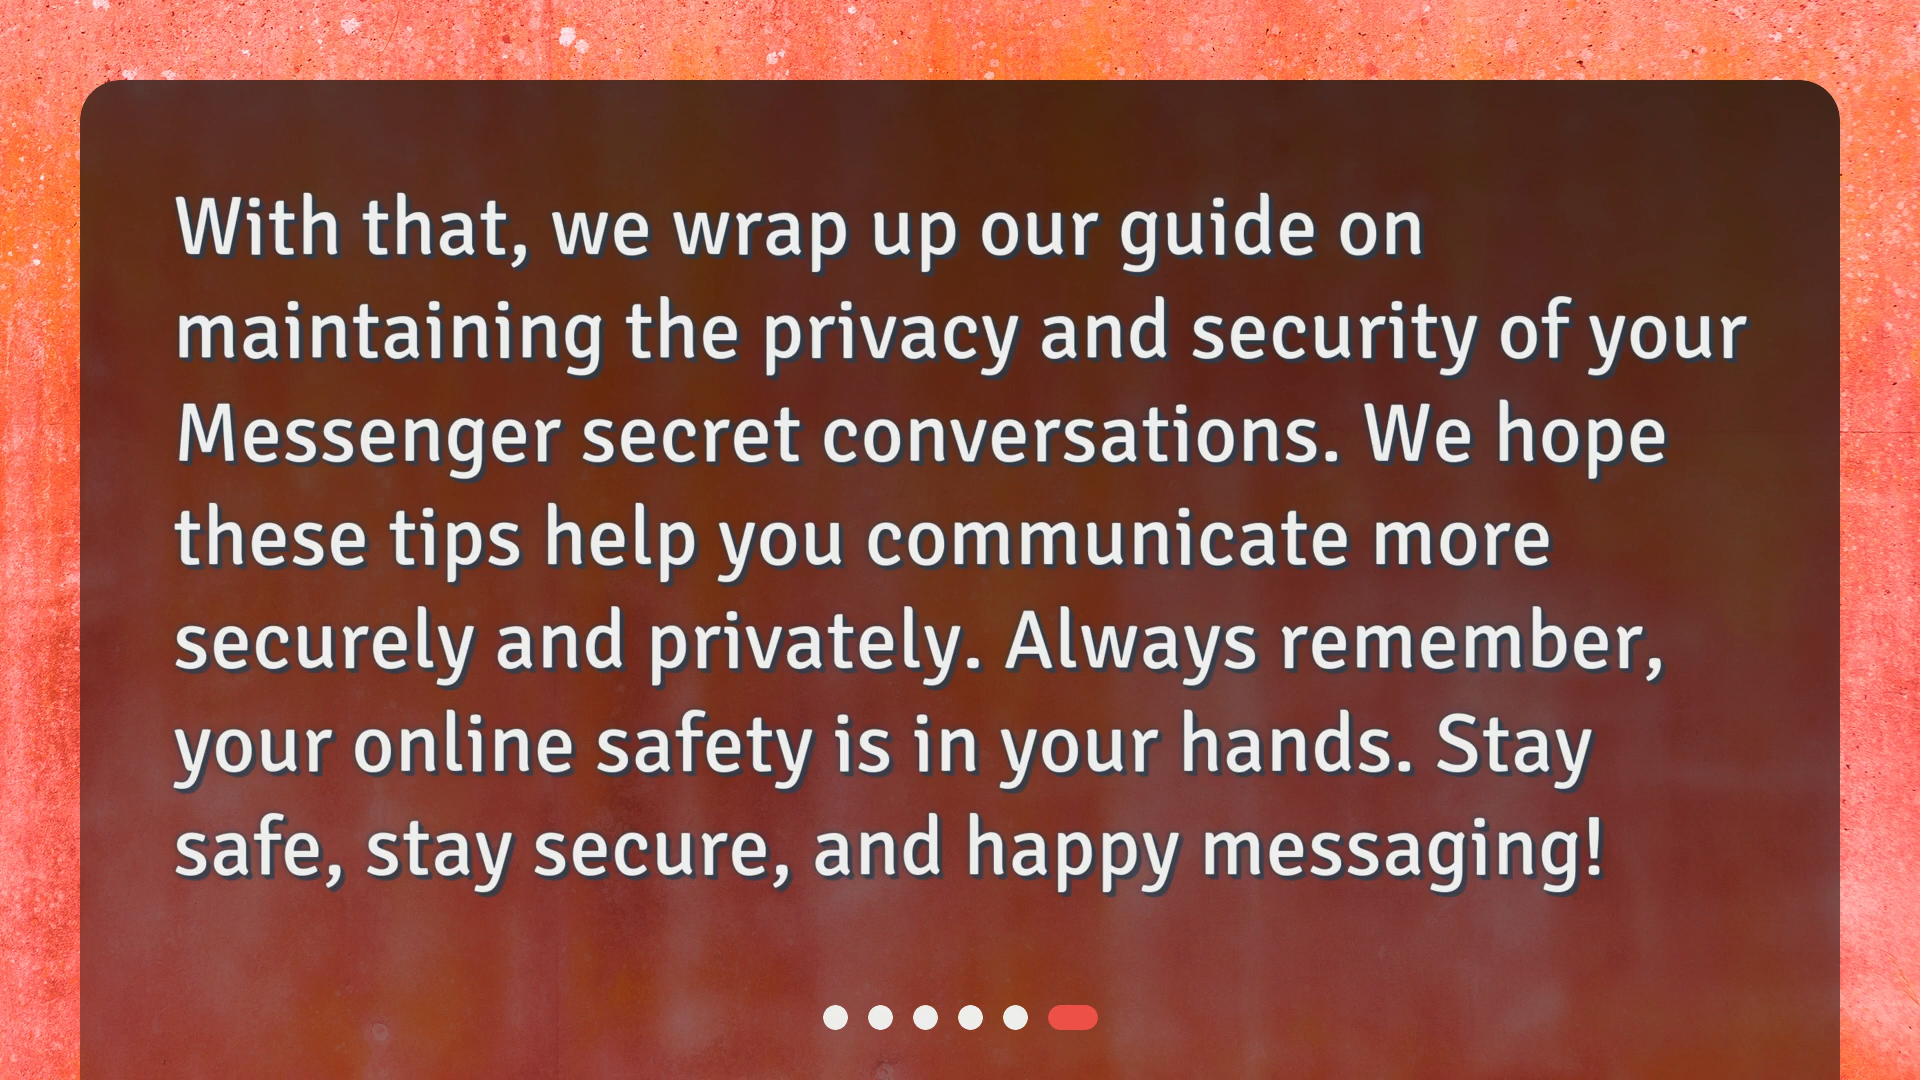 With that, we wrap up our guide on
maintaining the privacy and security of your
Messenger secret conversations. We hope
these tips help you communicate more
securely and privately. Always remember,
your online safety is in your hands. Stay
safe, stay secure, and happy messaging!